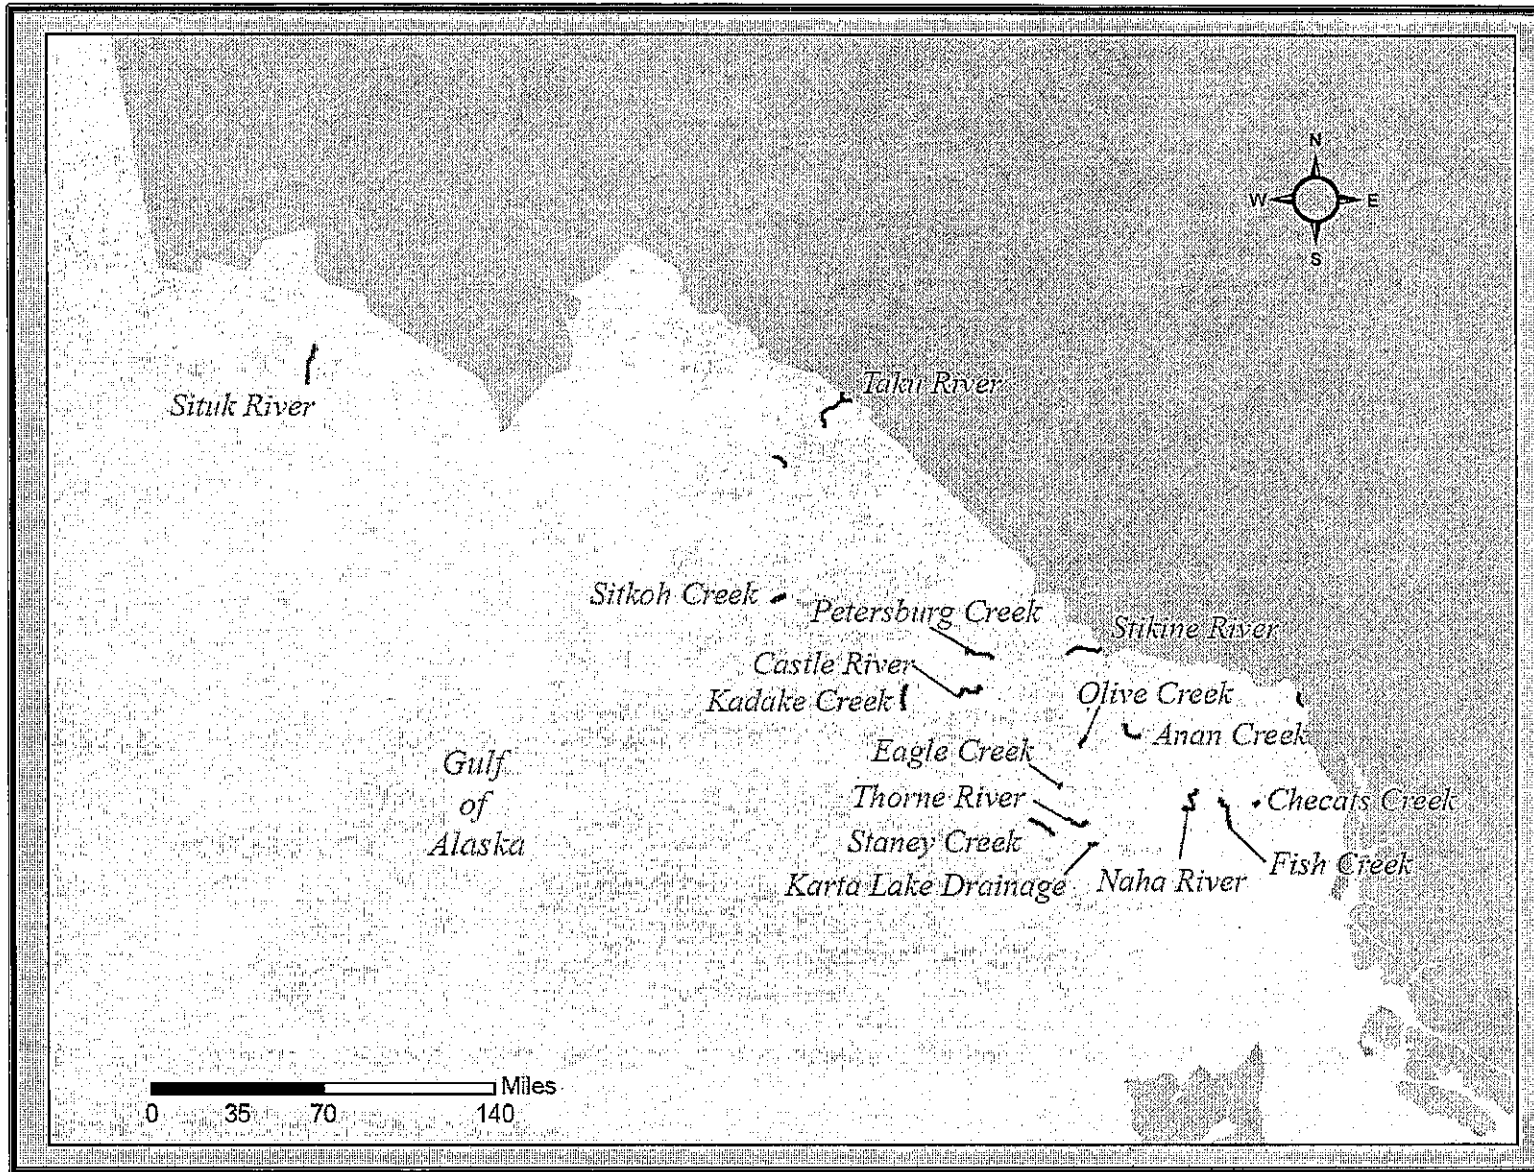 N
W E
S
Taku River
Situk River
Sitkoh Creek
Petersburg Creek
Stikine River
Castle River
Kadake Creek
Olive Creek
Anan Creek
Eagle Creek
Gulf
of
Alaska
Thorne River
Checats Creek
Staney Creek
Fish Creek
Karta Lake Drainage
Naha River
Miles
0 35 70 140